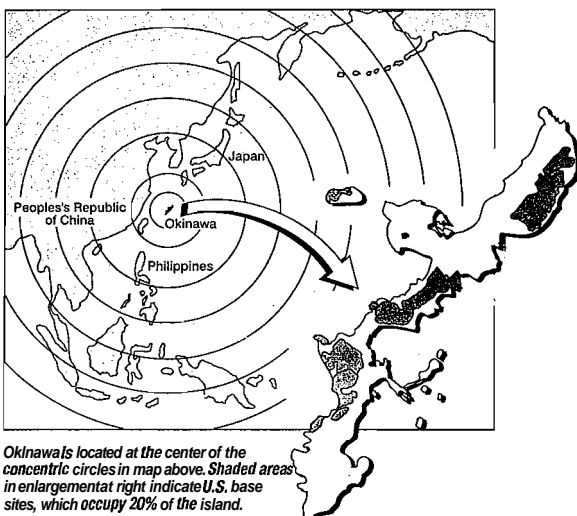 Japan
Peoples's Republic
of China
Okinawa
Philippines
Okinawa Is located at the center of the
concentric circles in map above. Shaded areas
in enlargement at right indicate U.S. base
sites, which occupy 20% of the island.